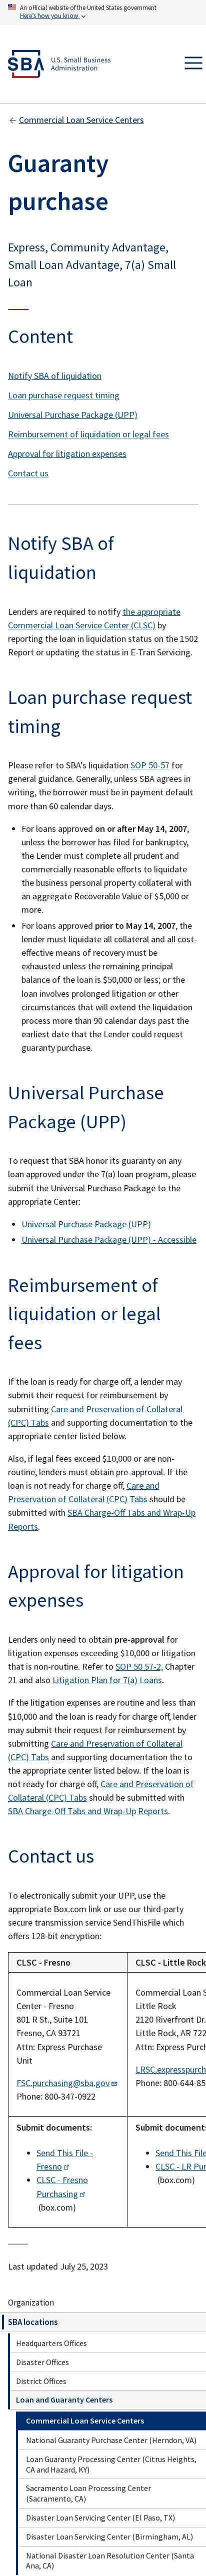 An official website of the United States government
Here's how you know
SBA
U.S. Small Business
Administration
Commercial Loan Service Centers
Guaranty
purchase
Express, Community Advantage,
Small Loan Advantage, 7(a) Small
Loan
Content
Notify SBA of liquidation
Loan purchase request timing
Universal Purchase Package (UPP)
Reimbursement of liquidation or legal fees
Approval for litigation expenses
Contact us
Notify SBA of
liquidation
Lenders are required to notify the appropriate
Commercial Loan Service Center (CLSC) by
reporting the loan in liquidation status on the 1502
Report or updating the status in E-Tran Servicing.
Loan purchase request
timing
Please refer to SBA's liquidation SOP 50-57 for
general guidance. Generally, unless SBA agrees in
writing, the borrower must be in payment default
more than 60 calendar days.
• For loans approved on or after May 14, 2007,
unless the borrower has filed for bankruptcy,
the Lender must complete all prudent and
commercially reasonable efforts to liquidate
the business personal property collateral with
an aggregate Recoverable Value of $5,000 or
more.
• For loans approved prior to May 14, 2007, the
lender must liquidate all collateral and all cost-
effective means of recovery must be
exhausted unless the remaining principal
balance of the loan is $50,000 or less; or the
loan involves prolonged litigation or other
circumstances that will extend the liquidation
process more than 90 calendar days past the
earliest date that the Lender could request
guaranty purchase.
Universal Purchase
Package (UPP)
To request that SBA honor its guaranty on any
loan approved under the 7(a) loan program, please
submit the Universal Purchase Package to the
appropriate Center:
• Universal Purchase Package (UPP)
• Universal Purchase Package (UPP) - Accessible
Reimbursement of
liquidation or legal
fees
If the loan is ready for charge off, a lender may
submit their request for reimbursement by
submitting Care and Preservation of Collateral
(CPC) Tabs and supporting documentation to the
appropriate center listed below.
Also, if legal fees exceed $10,000 or are non-
routine, lenders must obtain pre-approval. If the
loan is not ready for charge off, Care and
Preservation of Collateral (CPC) Tabs should be
submitted with SBA Charge-Off Tabs and Wrap-Up
Reports.
Approval for litigation
expenses
Lenders only need to obtain pre-approval for
litigation expenses exceeding $10,000 or litigation
that is non-routine. Refer to SOP 50 57-2, Chapter
21 and also Litigation Plan for 7(a) Loans.
If the litigation expenses are routine and less than
$10,000 and the loan is ready for charge off, lender
may submit their request for reimbursement by
submitting Care and Preservation of Collateral
(CPC) Tabs and supporting documentation the to
the appropriate center listed below. If the loan is
not ready for charge off, Care and Preservation of
Collateral (CPC) Tabs should be submitted with
SBA Charge-Off Tabs and Wrap-Up Reports.
Contact us
To electronically submit your UPP, use the
appropriate Box.com link or use our third-party
secure transmission service SendThisFile which
offers 128-bit encryption:
CLSC - Fresno
CLSC - Little Rock
Commercial Loan Service
Center - Fresno
801 R St., Suite 101
Fresno, CA 93721
Attn: Express Purchase
Unit
FSC.purchasing@sba.gov
Phone: 800-347-0922
Commercial Loan S
Little Rock
2120 Riverfront Dr.
Little Rock, AR 722
Attn: Express Purch
LRSC.expresspurch
Phone: 800-644-85
Submit documents:
• Send This File -
Fresno
• CLSC - Fresno
Purchasing
(box.com)
Submit document
• Send This File
• CLSC - LR Pur
(box.com)
Last updated July 25, 2023
Organization
SBA locations
Headquarters Offices
Disaster Offices
District Offices
Loan and Guaranty Centers
Commercial Loan Service Centers
National Guaranty Purchase Center (Herndon, VA)
Loan Guaranty Processing Center (Citrus Heights,
CA and Hazard, KY)
Sacramento Loan Processing Center
(Sacramento, CA)
Disaster Loan Servicing Center (El Paso, TX)
Disaster Loan Servicing Center (Birmingham, AL)
National Disaster Loan Resolution Center (Santa
Ana, CA)